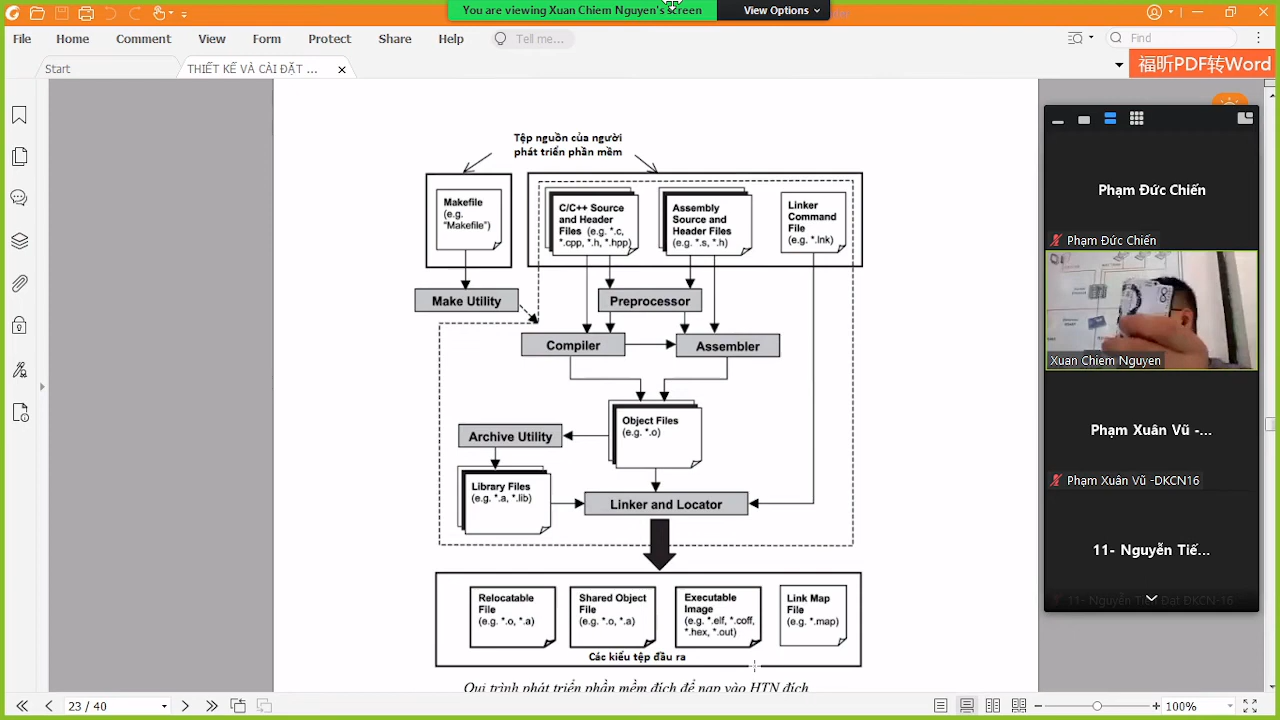 You are viewing Xuan Chiem Nguyen's screen
View Options
File Home Comment View Form Protect Share Help Tell me... Find
Start
THIẾT KẾ VÀ CÀI ĐẶT ...
福昕PDF转Word
Tệp nguồn của người
phát triển phần mềm
Makefile
(e.g.
"Makefile")
C/C++ Source
and Header
Files (e.g. *.c,
*.cpp, *.h, *.hpp)
Assembly
Source and
Header Files
(e.g. *.s, *.h)
Linker
Command
File
(e.g. *.lnk)
Make Utility
Preprocessor
Compiler
Assembler
Object Files
(e.g. *.o)
Archive Utility
Library Files
(e.g. *.a, *.lib)
Linker and Locator
Relocatable
File
(e.g. *.o, *.a)
Shared Object
File
(e.g. *.o, *.a)
Executable
Image
(e.g. *.elf, *.coff,
*.hex, *.out)
Link Map
File
(e.g. *.map)
Các kiểu tệp đầu ra
Qui trình phát triển phần mềm đích để nạp vào HTN đích
Phạm Đức Chiến
Phạm Đức Chiến
Xuan Chiem Nguyen
Phạm Xuân Vũ -...
Phạm Xuân Vũ -DKCN16
11- Nguyễn Tiế...
11- Nguyễn Tiến Đạt ĐKCN-16
23 / 40
100%